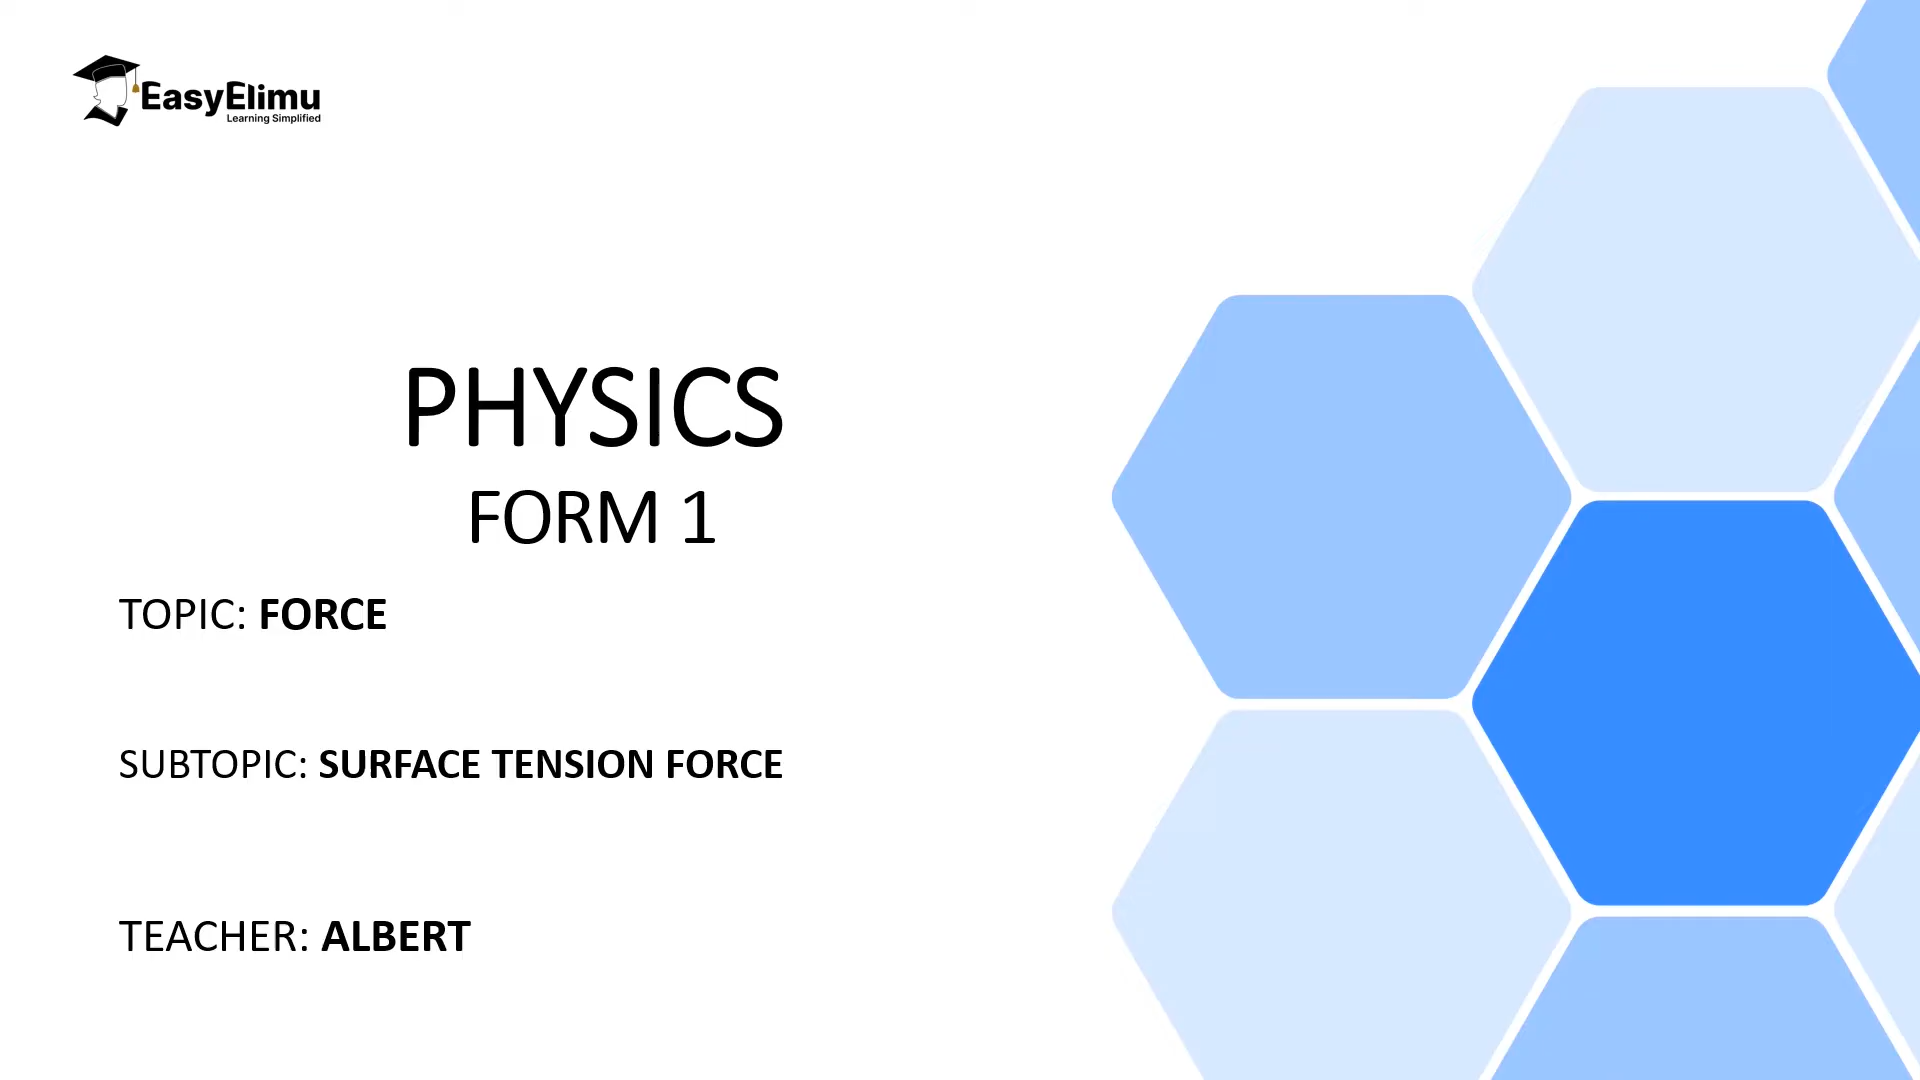 EasyElimu
Learning Simplified
PHYSICS
FORM 1
TOPIC: FORCE
SUBTOPIC: SURFACE TENSION FORCE
TEACHER: ALBERT